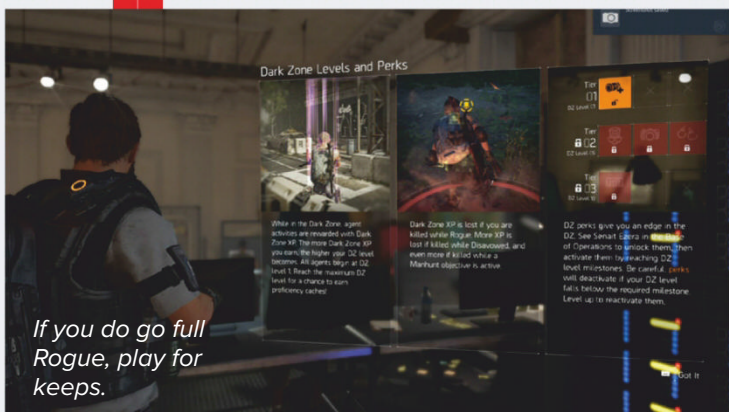 Dark Zone Levels and Perks
While in the Dark Zone, agent
activities are rewarded with Dark
Zone XP. The more Dark Zone XP
you earn, the higher your DZ level
becomes. All agents begin at DZ
level 1. Reach the maximum DZ
level for a chance to earn
proficiency caches!
Dark Zone XP is lost if you are
killed while Rogue. More XP is
lost if killed while Disavowed, and
even more if killed while a
Manhunt objective is active.
Tier
01
Tier
02
Tier
03
DZ perks give you an edge in the
DZ. See Senait Ezera in the Base
of Operations to unlock them, then
activate them by reaching DZ
level milestones. Be careful, perks
will deactivate if your DZ level
falls below the required milestone.
Level up to reactivate them.
Got It
If you do go full
Rogue, play for
keeps.